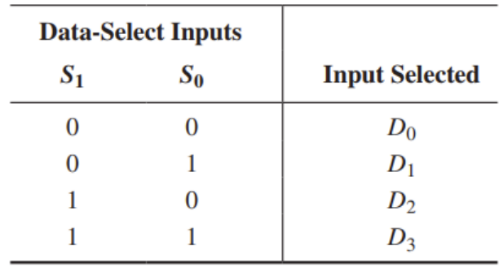 Data-Select Inputs
S₁ S₀ Input Selected
0 0 D₀
0 1 D₁
1 0 D₂
1 1 D₃